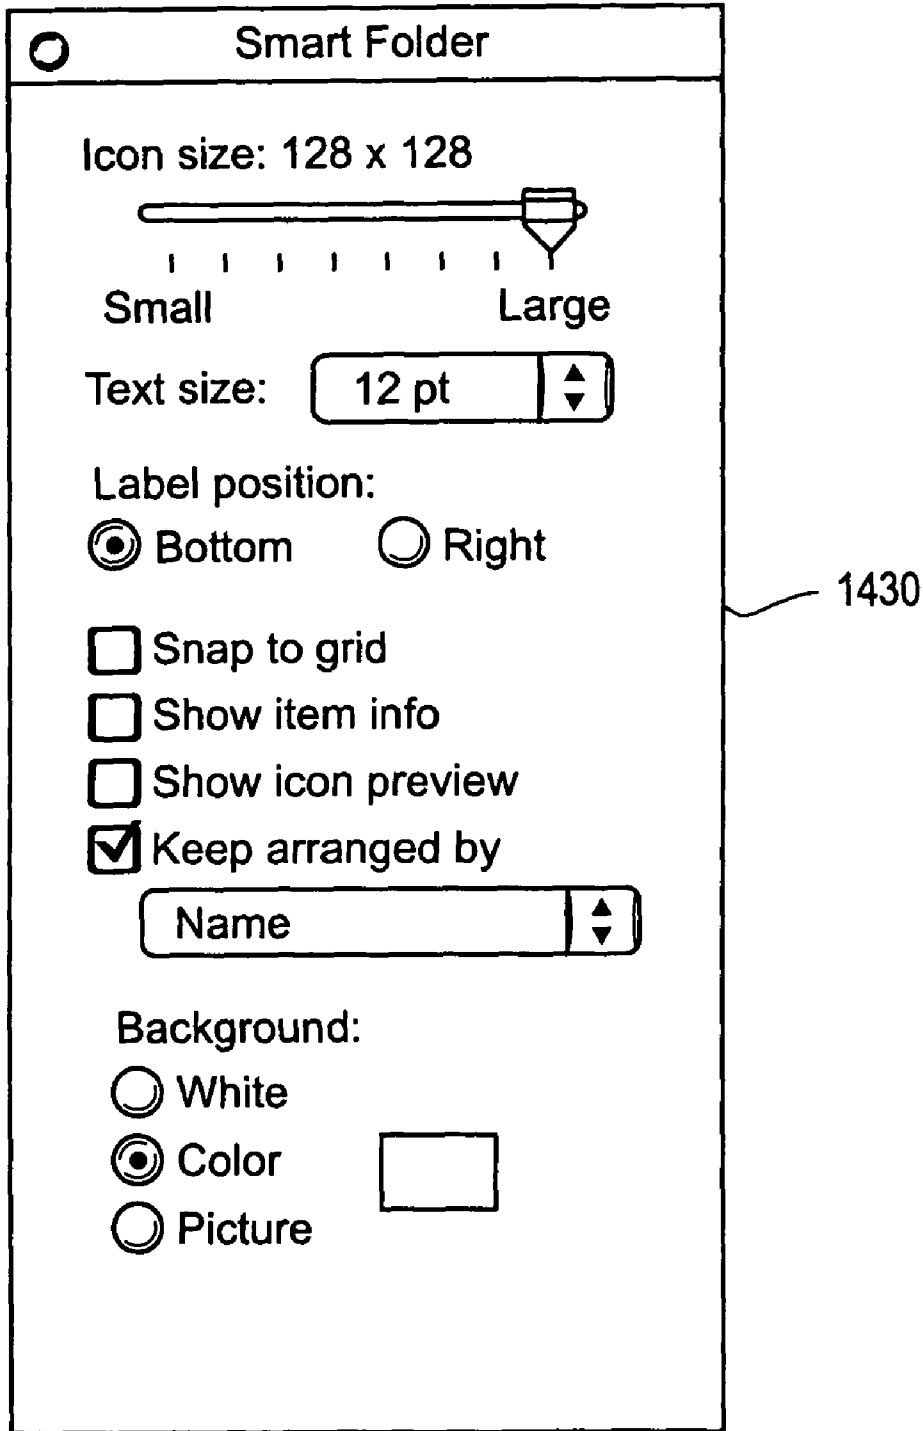 Smart Folder
Icon size: 128 x 128
Small Large
Text size: 12 pt
Label position:
Bottom Right
1430
Snap to grid
Show item info
Show icon preview
Keep arranged by
Name
Background:
White
Color
Picture